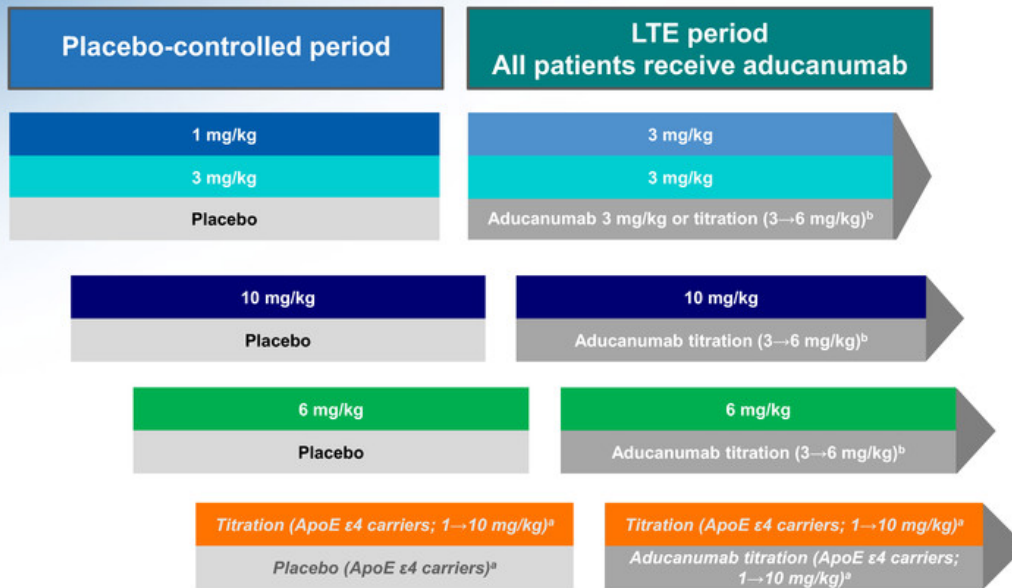 Placebo-controlled period
LTE period
All patients receive aducanumab
1 mg/kg
3 mg/kg
3 mg/kg
3 mg/kg
Placebo
Aducanumab 3 mg/kg or titration (3→6 mg/kg)ᵇ
10 mg/kg
10 mg/kg
Placebo
Aducanumab titration (3→6 mg/kg)ᵇ
6 mg/kg
6 mg/kg
Placebo
Aducanumab titration (3→6 mg/kg)ᵇ
Titration (ApoE ε4 carriers; 1→10 mg/kg)ᵃ
Titration (ApoE ε4 carriers; 1→10 mg/kg)ᵃ
Placebo (ApoE ε4 carriers)ᵃ
Aducanumab titration (ApoE ε4 carriers;
1→10 mg/kg)ᵃ